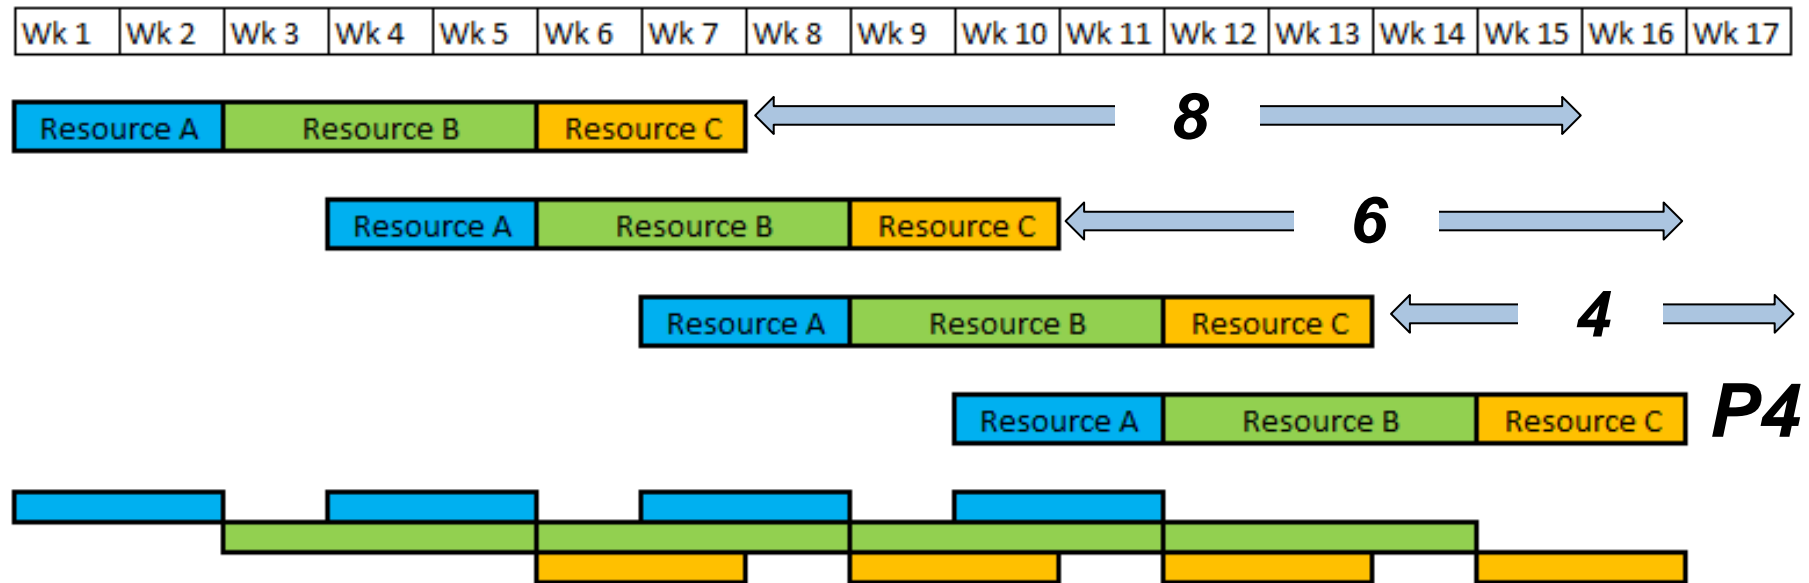 Wk 1 Wk 2 Wk 3 Wk 4 Wk 5 Wk 6 Wk 7 Wk 8 Wk 9 Wk 10 Wk 11 Wk 12 Wk 13 Wk 14 Wk 15 Wk 16 Wk 17
Resource A Resource B Resource C 8
Resource A Resource B Resource C 6
Resource A Resource B Resource C 4
Resource A Resource B Resource C P4